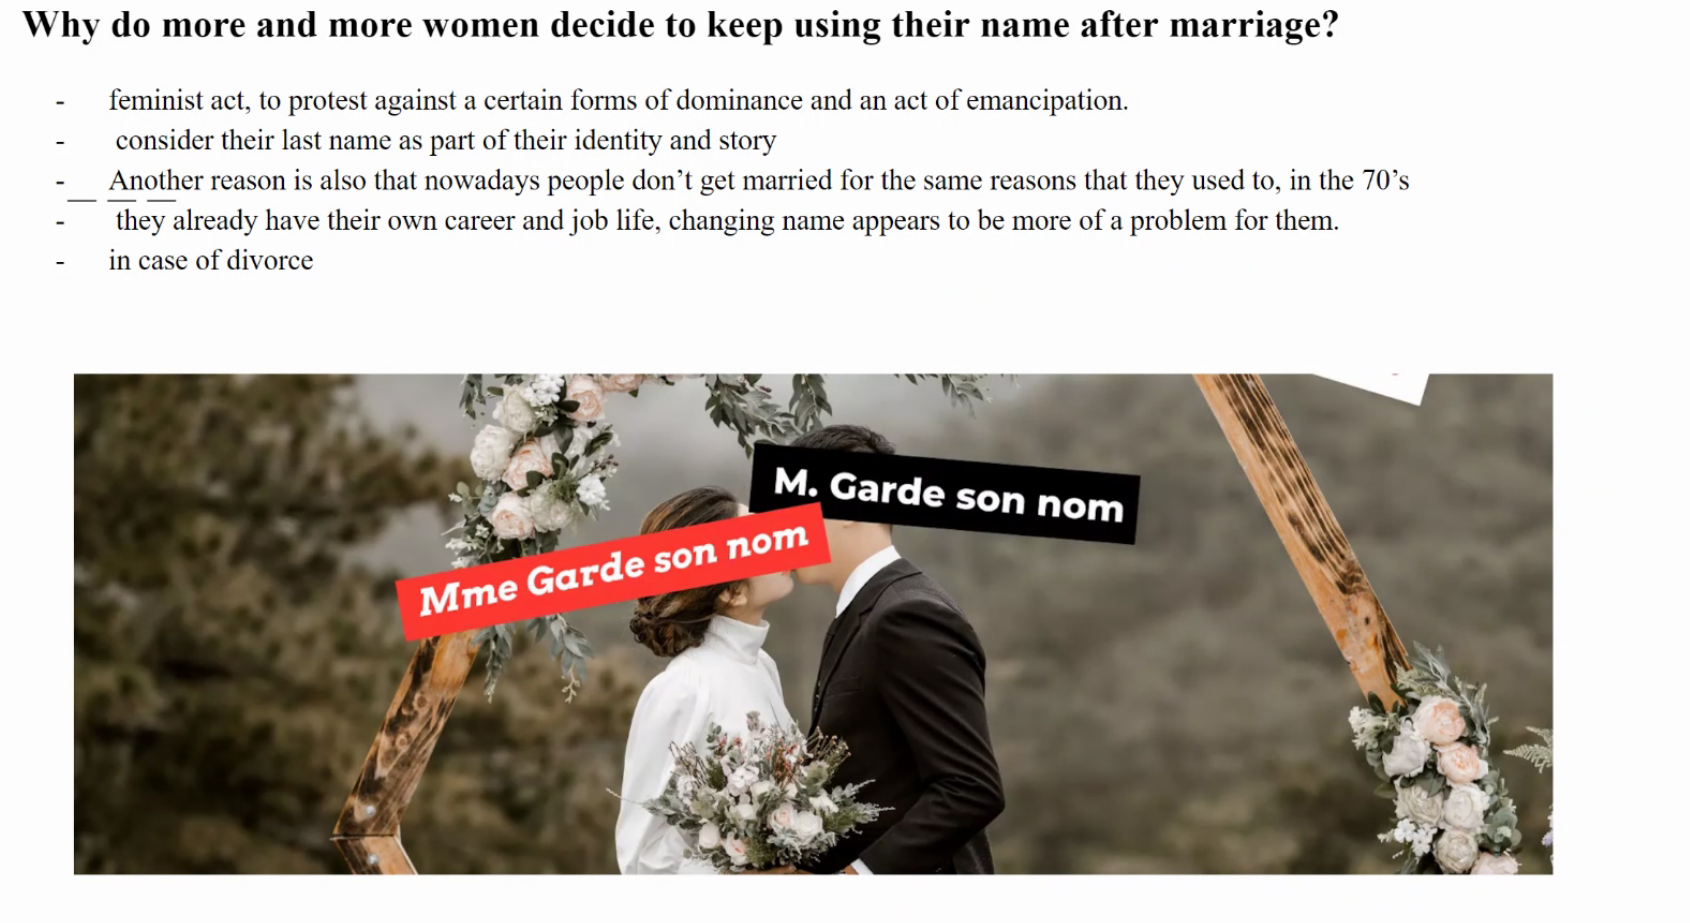 Why do more and more women decide to keep using their name after marriage?
- feminist act, to protest against a certain forms of dominance and an act of emancipation.
- consider their last name as part of their identity and story
- Another reason is also that nowadays people don’t get married for the same reasons that they used to, in the 70’s
- they already have their own career and job life, changing name appears to be more of a problem for them.
- in case of divorce
M. Garde son nom
Mme Garde son nom